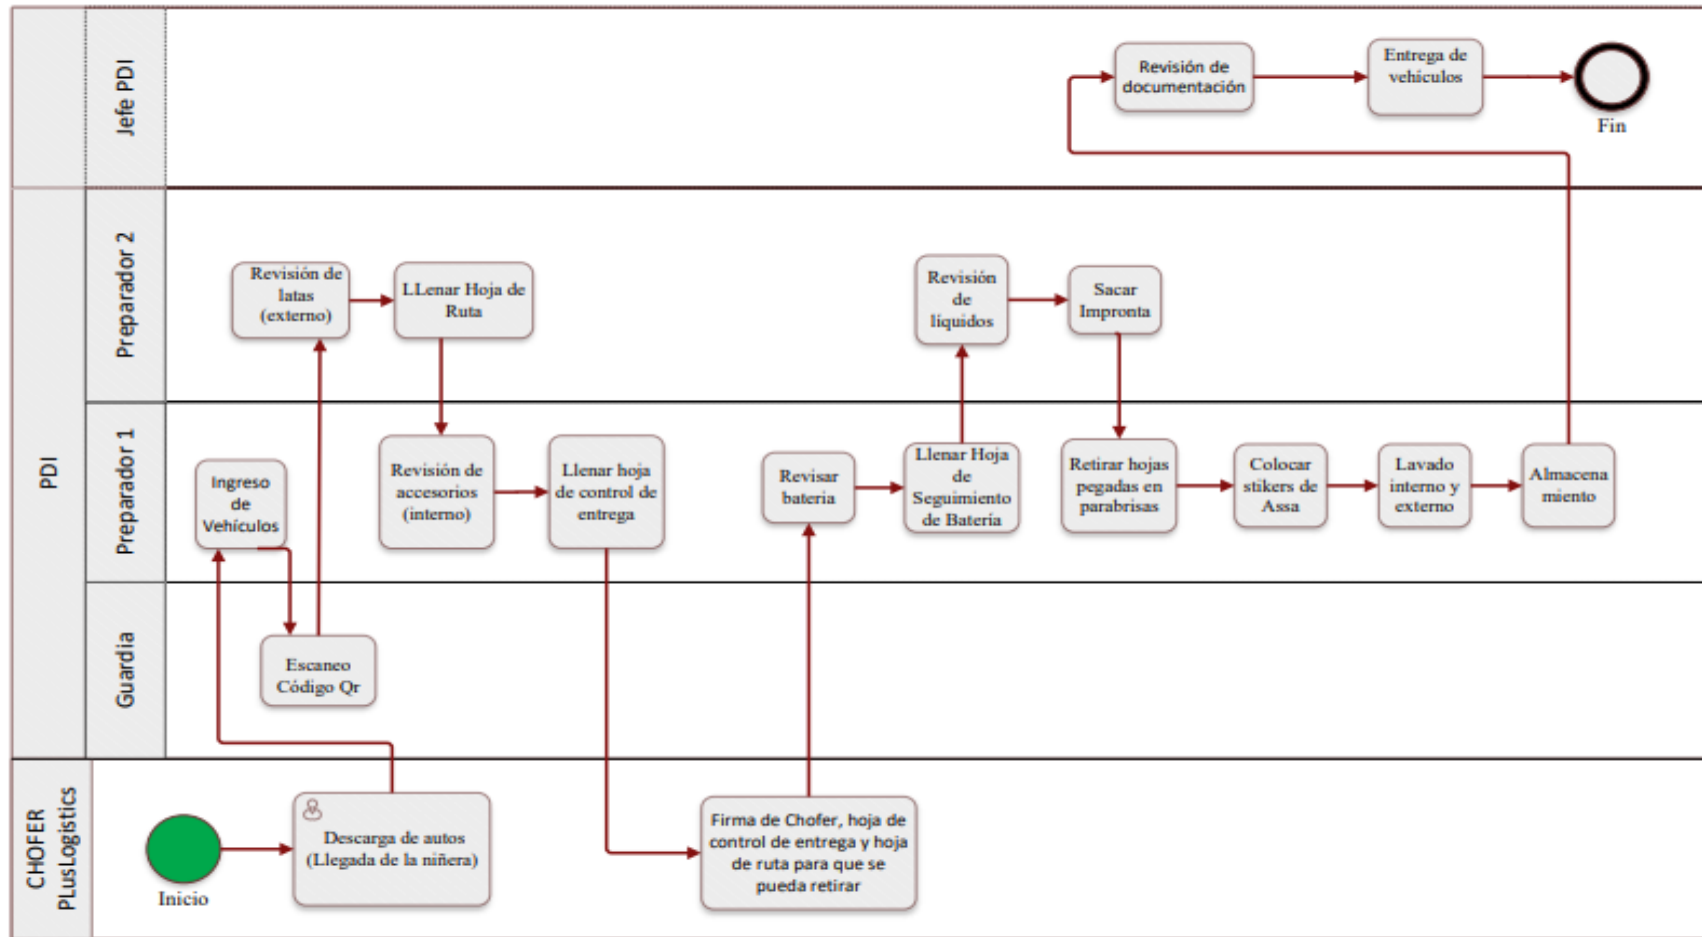 Jefe PDI
Revisión de
documentación
Entrega de
vehículos
Fin
PDI
Preparador 2
Revisión de
latas
(externo)
LLenar Hoja de
Ruta
Revisión
de
líquidos
Sacar
Impronta
Preparador 1
Ingreso
de
Vehículos
Revisión de
accesorios
(interno)
Llenar hoja
de control de
entrega
Revisar
bateria
Llenar Hoja
de
Seguimiento
de Batería
Retirar hojas
pegadas en
parabrisas
Colocar
stikers de
Assa
Lavado
interno y
externo
Almacena
miento
Guardia
Escaneo
Código Qr
CHOFER
PLusLogistics
Inicio
Descarga de autos
(Llegada de la niñera)
Firma de Chofer, hoja de
control de entrega y hoja
de ruta para que se
pueda retirar